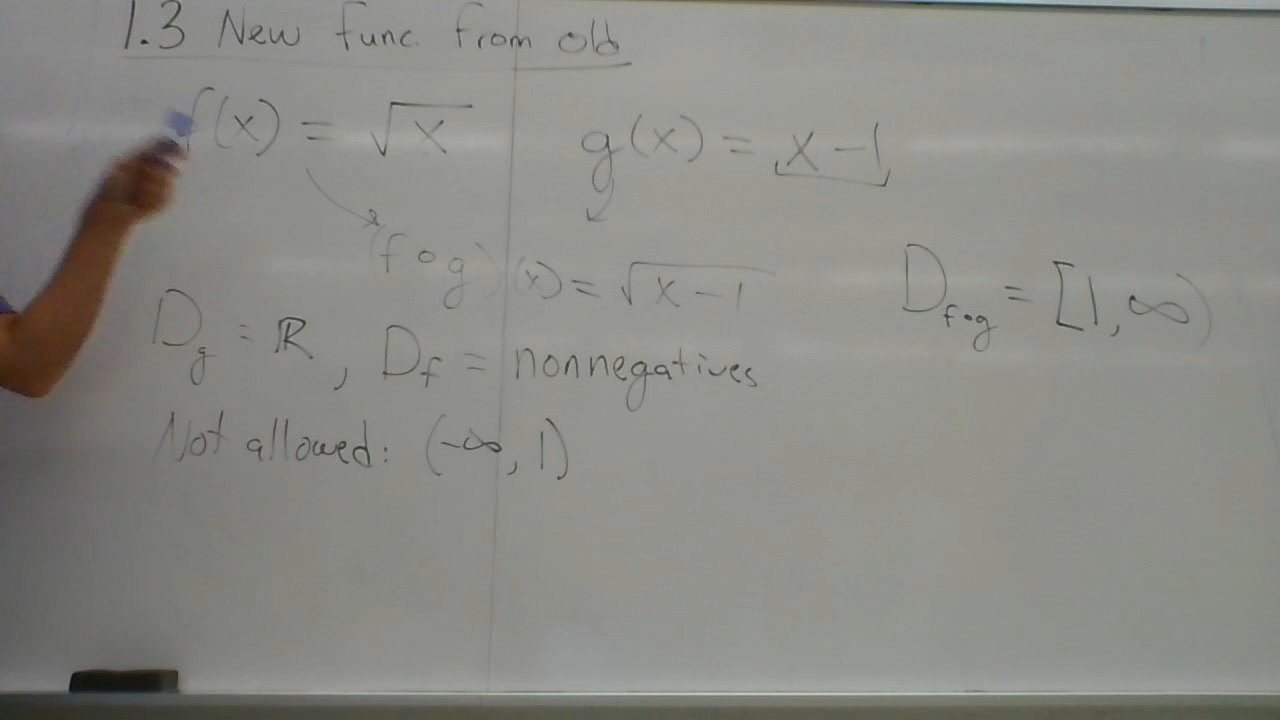 1.3 New func. from old
f(x) = √x g(x) = x-1
(f∘g)(x) = √x-1
D_f∘g = [1, ∞)
D_g = ℝ, D_f = nonnegatives
Not allowed: (-∞, 1)